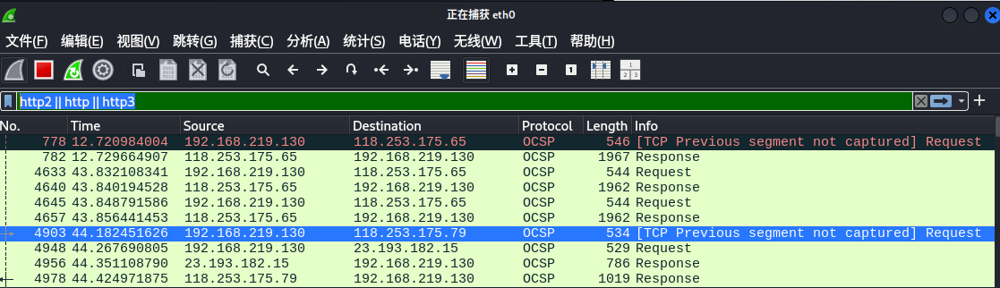 正在捕获 eth0
文件(F) 编辑(E) 视图(V) 跳转(G) 捕获(C) 分析(A) 统计(S) 电话(Y) 无线(W) 工具(T) 帮助(H)
http2 || http || http3
No. Time Source Destination Protocol Length Info
778 12.720984004 192.168.219.130 118.253.175.65 OCSP 546 [TCP Previous segment not captured] Request
782 12.729664907 118.253.175.65 192.168.219.130 OCSP 1967 Response
4633 43.832108341 192.168.219.130 118.253.175.65 OCSP 544 Request
4640 43.840194528 118.253.175.65 192.168.219.130 OCSP 1962 Response
4645 43.848791586 192.168.219.130 118.253.175.65 OCSP 544 Request
4657 43.856441453 118.253.175.65 192.168.219.130 OCSP 1962 Response
4903 44.182451626 192.168.219.130 118.253.175.79 OCSP 534 [TCP Previous segment not captured] Request
4948 44.267690805 192.168.219.130 23.193.182.15 OCSP 529 Request
4956 44.351108790 23.193.182.15 192.168.219.130 OCSP 786 Response
4978 44.424971875 118.253.175.79 192.168.219.130 OCSP 1019 Response